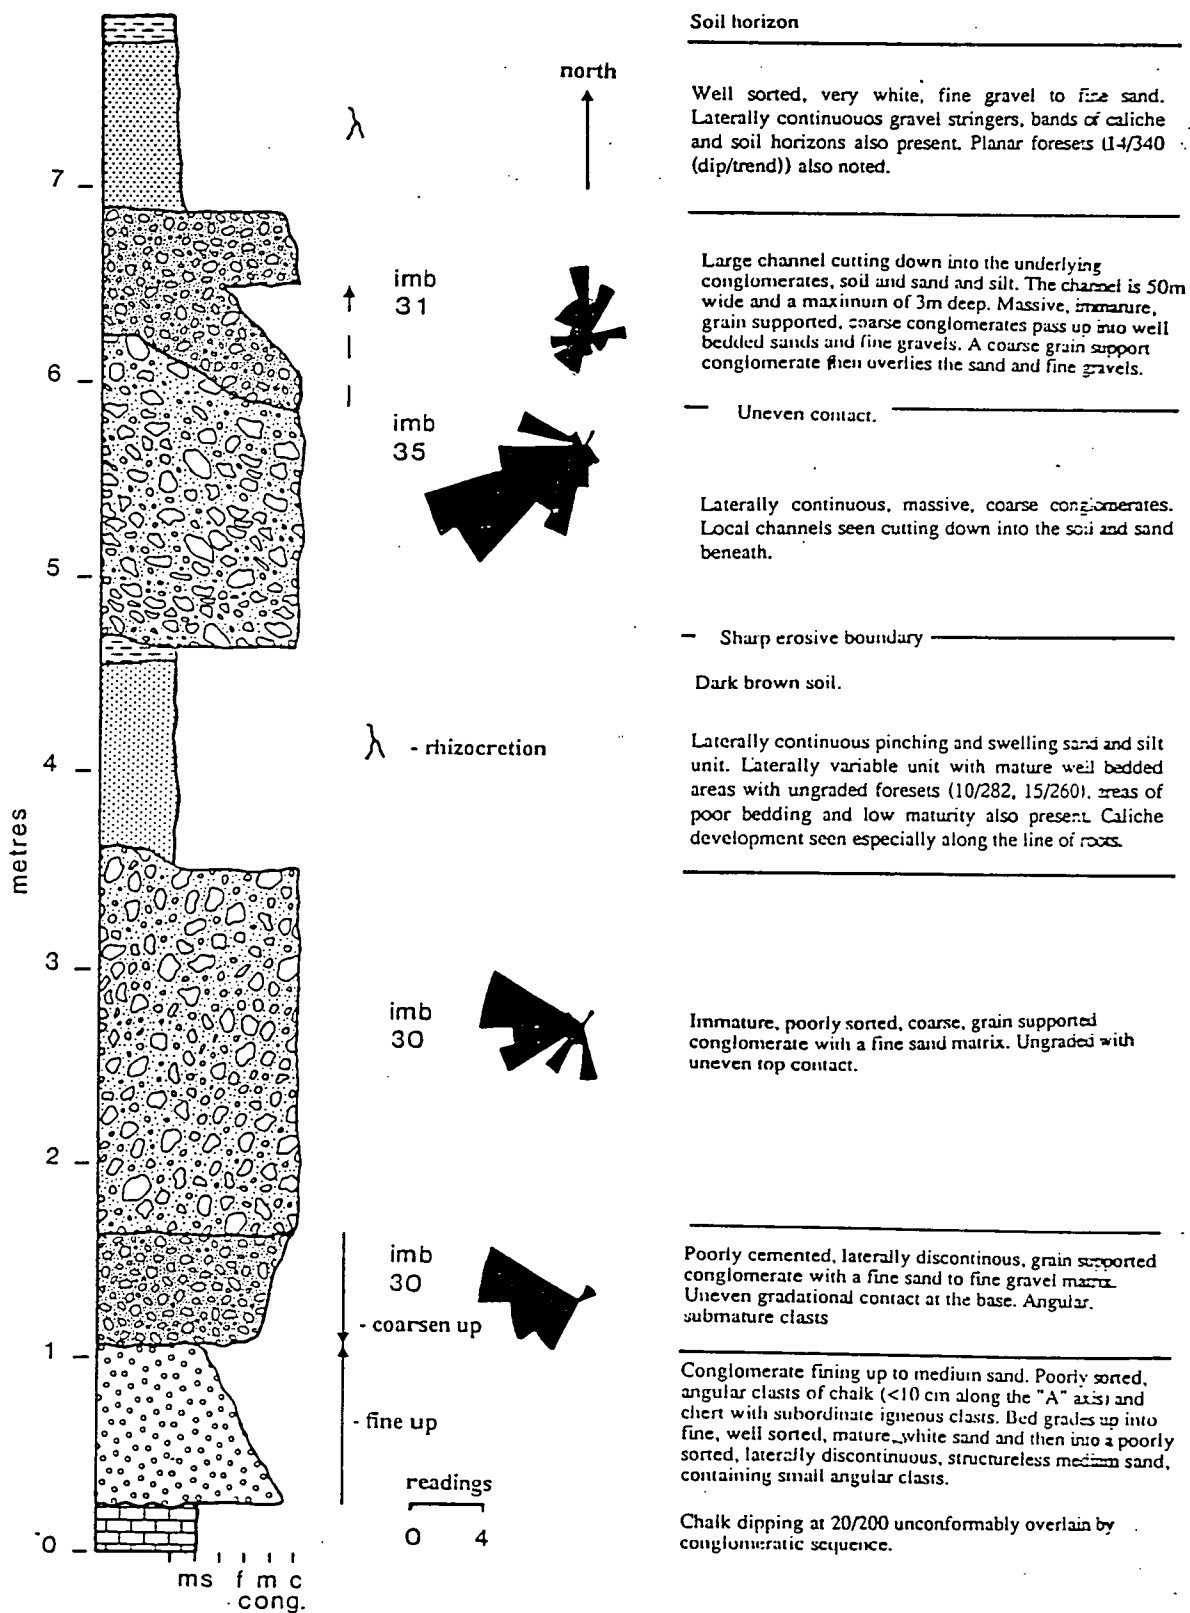 Soil horizon
north
Well sorted, very white, fine gravel to fine sand.
Laterally continuouos gravel stringers, bands of caliche
and soil horizons also present. Planar foresets (14/340
(dip/trend)) also noted.
7
imb
31
Large channel cutting down into the underlying
conglomerates, soil and sand and silt. The channel is 50m
wide and a maximum of 3m deep. Massive, immature,
grain supported, coarse conglomerates pass up into well
bedded sands and fine gravels. A coarse grain support
conglomerate then overlies the sand and fine gravels.
6
Uneven contact.
imb
35
Laterally continuous, massive, coarse conglomerates.
Local channels seen cutting down into the soil and sand
beneath.
5
Sharp erosive boundary
Dark brown soil.
- rhizocretion
Laterally continuous pinching and swelling sand and silt
unit. Laterally variable unit with mature well bedded
areas with ungraded foresets (10/282, 15/260), areas of
poor bedding and low maturity also present. Caliche
development seen especially along the line of roots.
4
metres
3
imb
30
Immature, poorly sorted, coarse, grain supported
conglomerate with a fine sand matrix. Ungraded with
uneven top contact.
2
imb
30
- coarsen up
Poorly cemented, laterally discontinous, grain supported
conglomerate with a fine sand to fine gravel matrix.
Uneven gradational contact at the base. Angular,
submature clasts
1
- fine up
Conglomerate fining up to medium sand. Poorly sorted,
angular clasts of chalk (<10 cm along the "A" axis) and
chert with subordinate igneous clasts. Bed grades up into
fine, well sorted, mature, white sand and then into a poorly
sorted, laterally discontinuous, structureless medium sand,
containing small angular clasts.
readings
0 4
Chalk dipping at 20/200 unconformably overlain by
conglomeratic sequence.
0
ms f m c
cong.